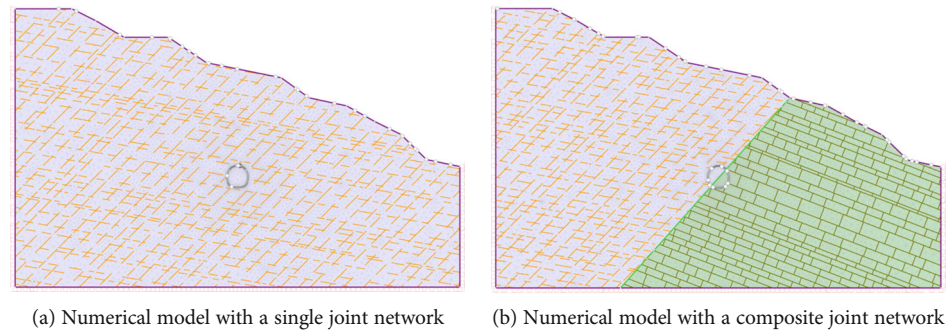 (a) Numerical model with a single joint network
(b) Numerical model with a composite joint network